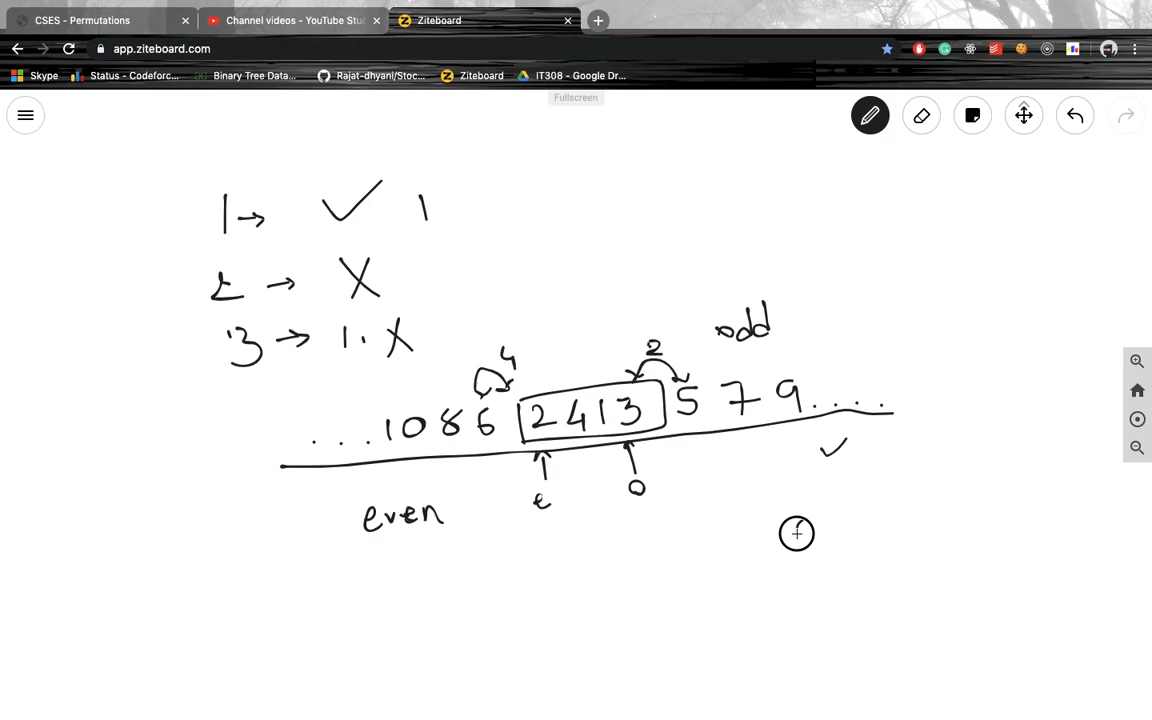 CSES - Permutations
Channel videos - YouTube Stu
Ziteboard
app.ziteboard.com
Skype
Status - Codeforc...
Binary Tree Data...
Rajat-dhyani/Stoc...
Ziteboard
IT308 - Google Dr...
Fullscreen
1→ ✓ 1
2 → X
3 → 1. X
odd
4
2
...10 8 6 2 4 1 3 5 7 9....
✓
e
o
even